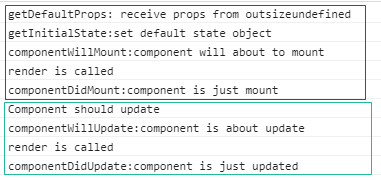 getDefaultProps: receive props from outsizeundefined
getInitialState:set default state object
componentWillMount:component will about to mount
render is called
componentDidMount:component is just mount
Component should update
componentWillUpdate:component is about update
render is called
componentDidUpdate:component is just updated